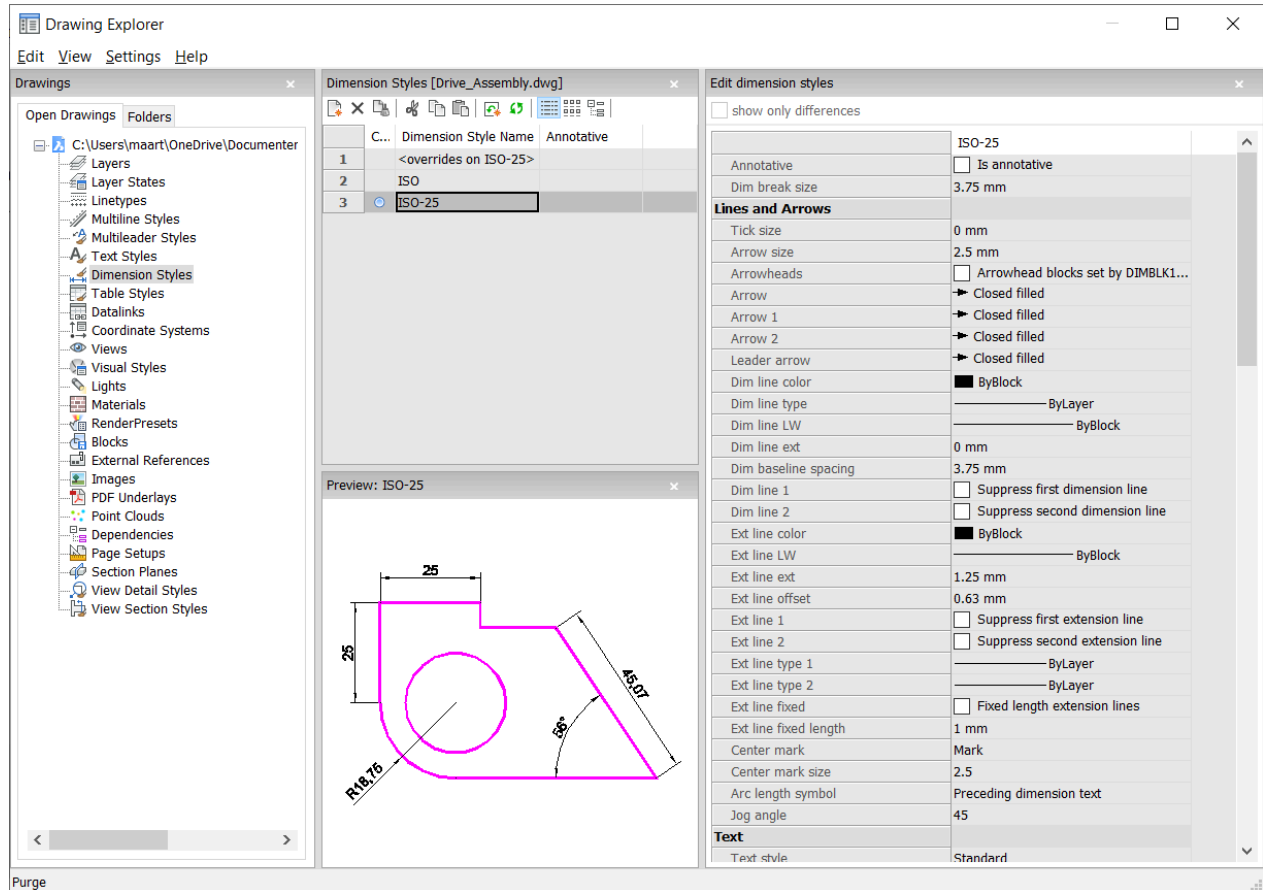 Drawing Explorer
Edit View Settings Help
Drawings
Open Drawings Folders
C:\Users\maart\OneDrive\Documenter
Layers
Layer States
Linetypes
Multiline Styles
Multileader Styles
Text Styles
Dimension Styles
Table Styles
Datalinks
Coordinate Systems
Views
Visual Styles
Lights
Materials
RenderPresets
Blocks
External References
Images
PDF Underlays
Point Clouds
Dependencies
Page Setups
Section Planes
View Detail Styles
View Section Styles
Dimension Styles [Drive_Assembly.dwg]
C... Dimension Style Name Annotative
1 <overrides on ISO-25>
2 ISO
3 ISO-25
Preview: ISO-25
25
25
45,07
56°
R18,75
Edit dimension styles
show only differences
ISO-25
Annotative Is annotative
Dim break size 3.75 mm
Lines and Arrows
Tick size 0 mm
Arrow size 2.5 mm
Arrowheads Arrowhead blocks set by DIMBLK1...
Arrow Closed filled
Arrow 1 Closed filled
Arrow 2 Closed filled
Leader arrow Closed filled
Dim line color ByBlock
Dim line type ByLayer
Dim line LW ByBlock
Dim line ext 0 mm
Dim baseline spacing 3.75 mm
Dim line 1 Suppress first dimension line
Dim line 2 Suppress second dimension line
Ext line color ByBlock
Ext line LW ByBlock
Ext line ext 1.25 mm
Ext line offset 0.63 mm
Ext line 1 Suppress first extension line
Ext line 2 Suppress second extension line
Ext line type 1 ByLayer
Ext line type 2 ByLayer
Ext line fixed Fixed length extension lines
Ext line fixed length 1 mm
Center mark Mark
Center mark size 2.5
Arc length symbol Preceding dimension text
Jog angle 45
Text
Text style Standard
Purge